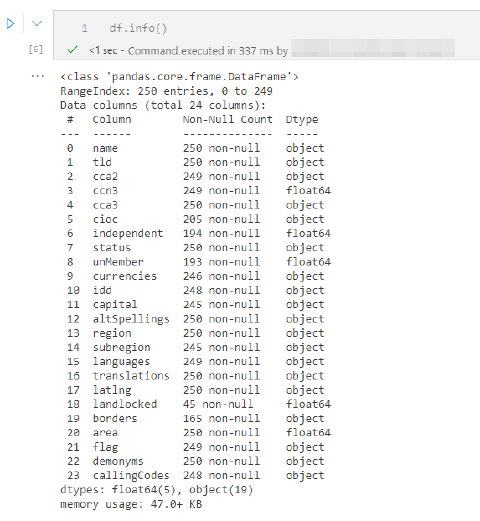 1 df.info()
[6] <1 sec - Command executed in 337 ms by
...
<class 'pandas.core.frame.DataFrame'>
RangeIndex: 250 entries, 0 to 249
Data columns (total 24 columns):
# Column Non-Null Count Dtype
--- ------ -------------- -----
0 name 250 non-null object
1 tld 250 non-null object
2 cca2 249 non-null object
3 ccn3 249 non-null float64
4 cca3 250 non-null object
5 cioc 205 non-null object
6 independent 194 non-null float64
7 status 250 non-null object
8 unMember 193 non-null float64
9 currencies 246 non-null object
10 idd 248 non-null object
11 capital 245 non-null object
12 altSpellings 250 non-null object
13 region 250 non-null object
14 subregion 245 non-null object
15 languages 249 non-null object
16 translations 250 non-null object
17 latlng 250 non-null object
18 landlocked 45 non-null float64
19 borders 165 non-null object
20 area 250 non-null float64
21 flag 249 non-null object
22 demonyms 250 non-null object
23 callingCodes 248 non-null object
dtypes: float64(5), object(19)
memory usage: 47.0+ KB